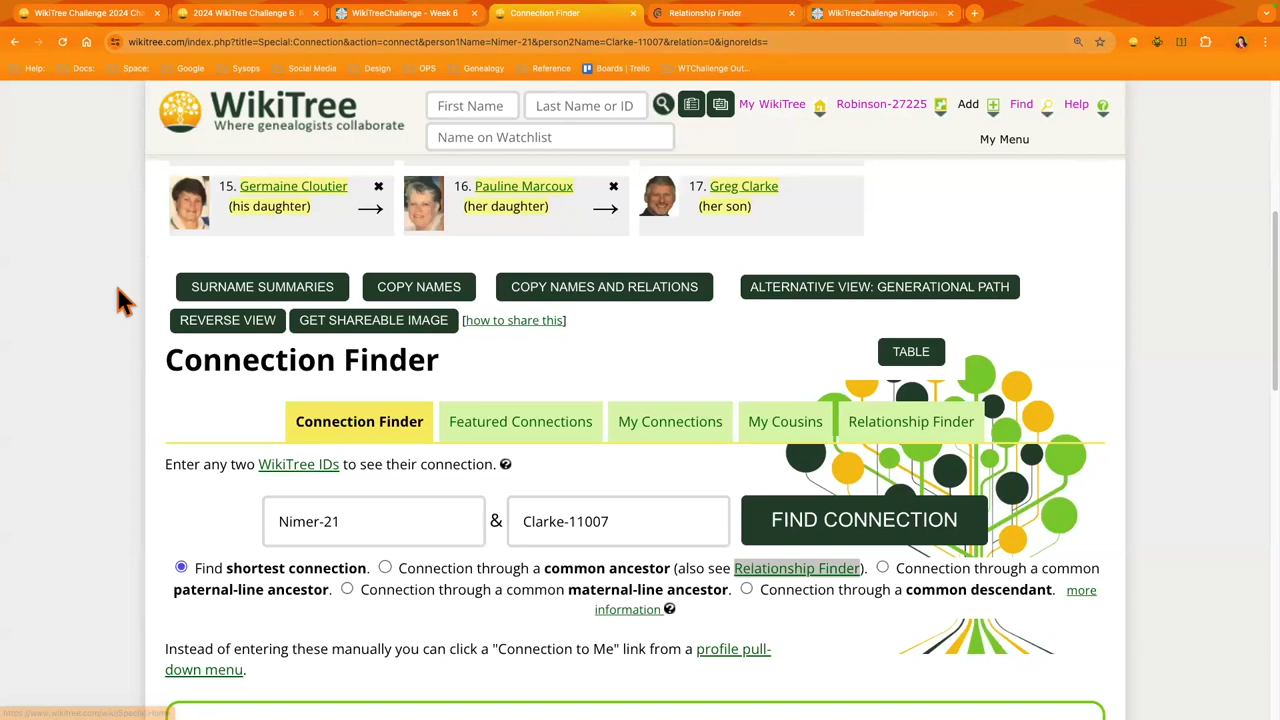 WikiTree Challenge 2024 Cha
2024 WikiTree Challenge 6: R
WikiTreeChallenge - Week 6
Connection Finder
Relationship Finder
WikiTreeChallenge Participan
wikitree.com/index.php?title=Special:Connection&action=connect&person1Name=Nimer-21&person2Name=Clarke-11007&relation=0&ignoreIds=
Help: Docs: Space: Google Sysops Social Media Design OPS Genealogy Reference Boards | Trello WTChallenge Out...
WikiTree
Where genealogists collaborate
First Name
Last Name or ID
My WikiTree Robinson-27225 Add Find Help
Name on Watchlist
My Menu
15. Germaine Cloutier
(his daughter)
16. Pauline Marcoux
(her daughter)
17. Greg Clarke
(her son)
SURNAME SUMMARIES
COPY NAMES
COPY NAMES AND RELATIONS
ALTERNATIVE VIEW: GENERATIONAL PATH
REVERSE VIEW
GET SHAREABLE IMAGE
[how to share this]
Connection Finder
TABLE
Connection Finder
Featured Connections
My Connections
My Cousins
Relationship Finder
Enter any two WikiTree IDs to see their connection.
Nimer-21 & Clarke-11007
FIND CONNECTION
Find shortest connection. Connection through a common ancestor (also see Relationship Finder). Connection through a common
paternal-line ancestor. Connection through a common maternal-line ancestor. Connection through a common descendant. more
information
Instead of entering these manually you can click a "Connection to Me" link from a profile pull-
down menu.
https://www.wikitree.com/wiki/Special:Home